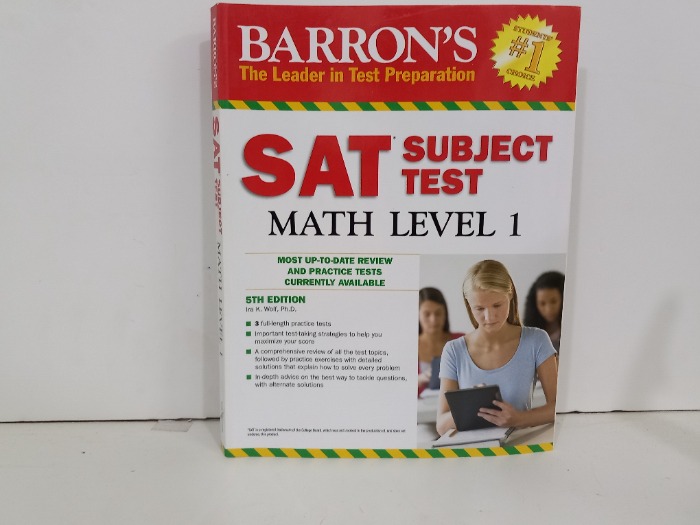 BARRON'S
The Leader in Test Preparation
STUDENTS'
#1
CHOICE
SAT SUBJECT
TEST
MATH LEVEL 1
MOST UP-TO-DATE REVIEW
AND PRACTICE TESTS
CURRENTLY AVAILABLE
5TH EDITION
Ira K. Wolf, Ph.D.
3 full-length practice tests
Important test-taking strategies to help you
maximize your score
A comprehensive review of all the test topics,
followed by practice exercises with detailed
solutions that explain how to solve every problem
In-depth advice on the best way to tackle questions,
with alternate solutions
BARRON'S
SAT SUBJECT
TEST
MATH LEVEL 1